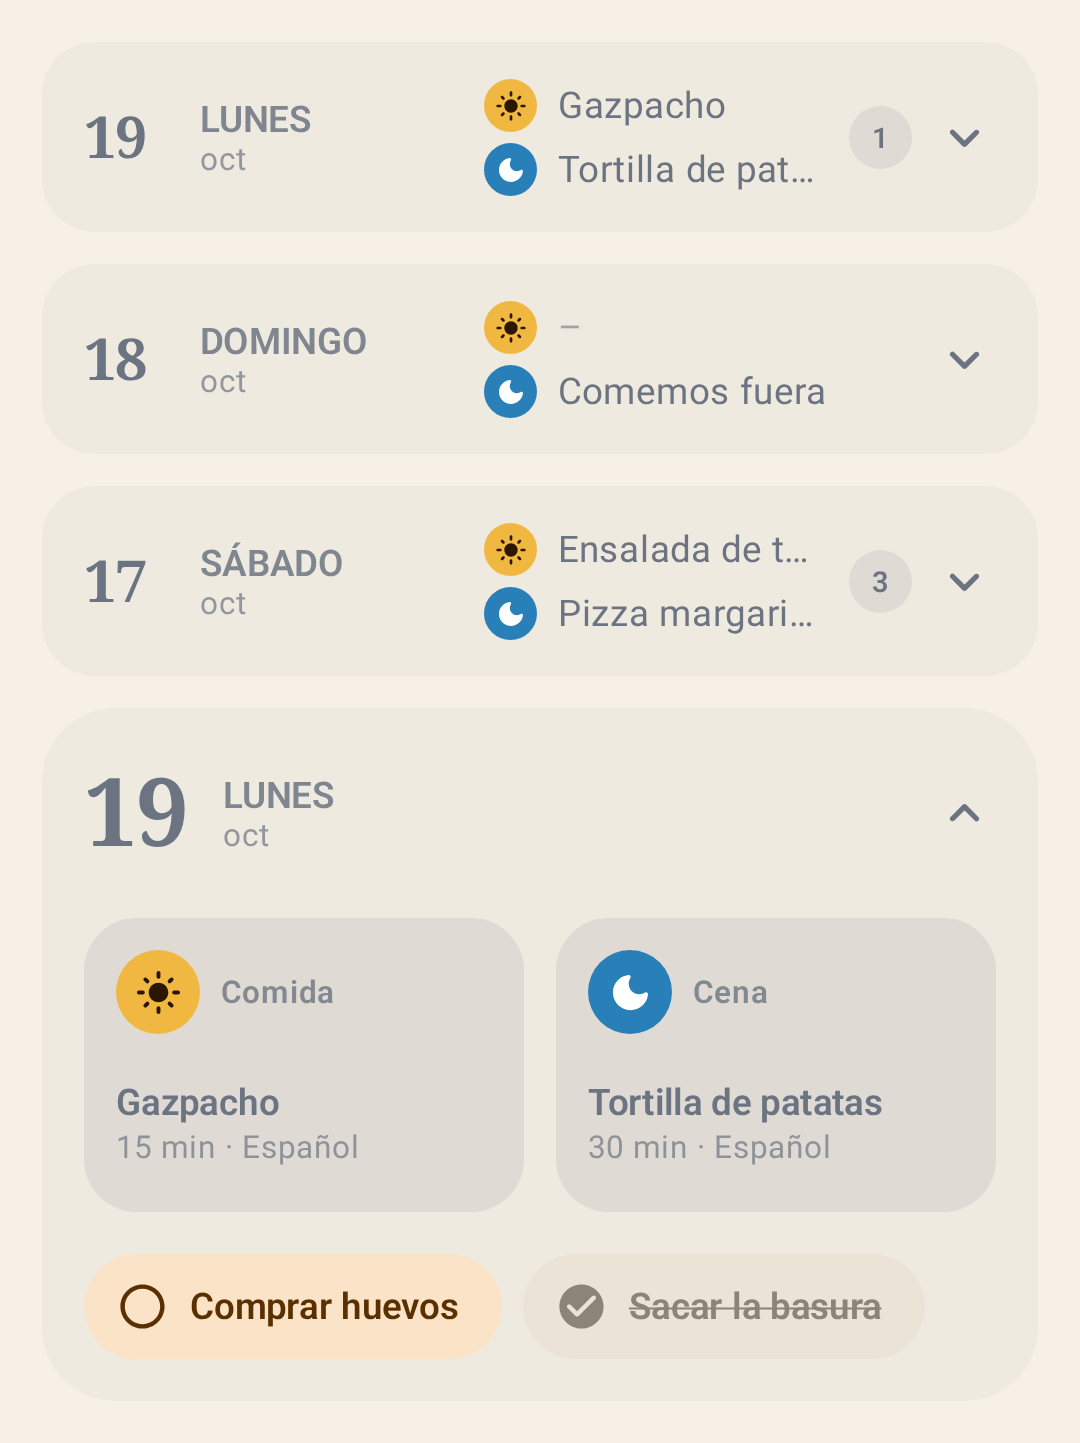 19
LUNES
oct
Gazpacho
Tortilla de pat...
1
18
DOMINGO
oct
–
Comemos fuera
17
SÁBADO
oct
Ensalada de t...
Pizza margari...
3
19
LUNES
oct
Comida
Gazpacho
15 min · Español
Cena
Tortilla de patatas
30 min · Español
Comprar huevos
Sacar la basura